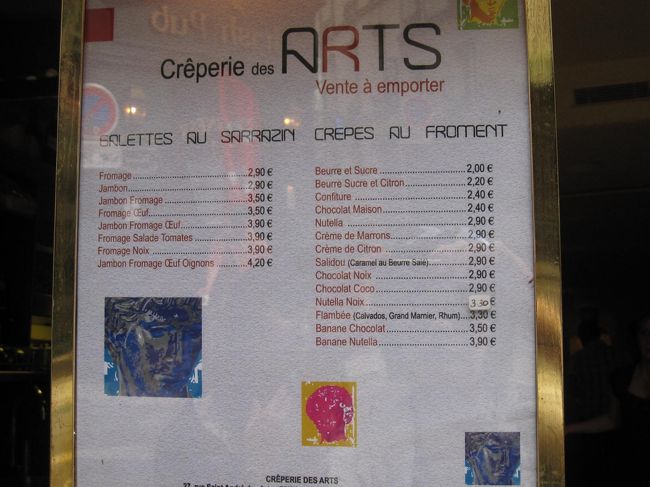 Crêperie des ARTS
Vente à emporter
GALETTES AU SARRAZIN
Fromage 2,90 €
Jambon 2,90 €
Jambon Fromage 3,50 €
Fromage Œuf 3,50 €
Jambon Fromage Œuf 3,90 €
Fromage Salade Tomates 3,90 €
Fromage Noix 3,90 €
Jambon Fromage Œuf Oignons 4,20 €
CREPES AU FROMENT
Beurre et Sucre 2,00 €
Beurre Sucre et Citron 2,20 €
Confiture 2,40 €
Chocolat Maison 2,40 €
Nutella 2,90 €
Crème de Marrons 2,90 €
Crème de Citron 2,90 €
Salidou (Caramel au Beurre Salé) 2,90 €
Chocolat Noix 2,90 €
Chocolat Coco 2,90 €
Nutella Noix 3.30 €
Flambée (Calvados, Grand Marnier, Rhum) 3,30 €
Banane Chocolat 3,50 €
Banane Nutella 3,90 €
CRÊPERIE DES ARTS
27, rue Saint André